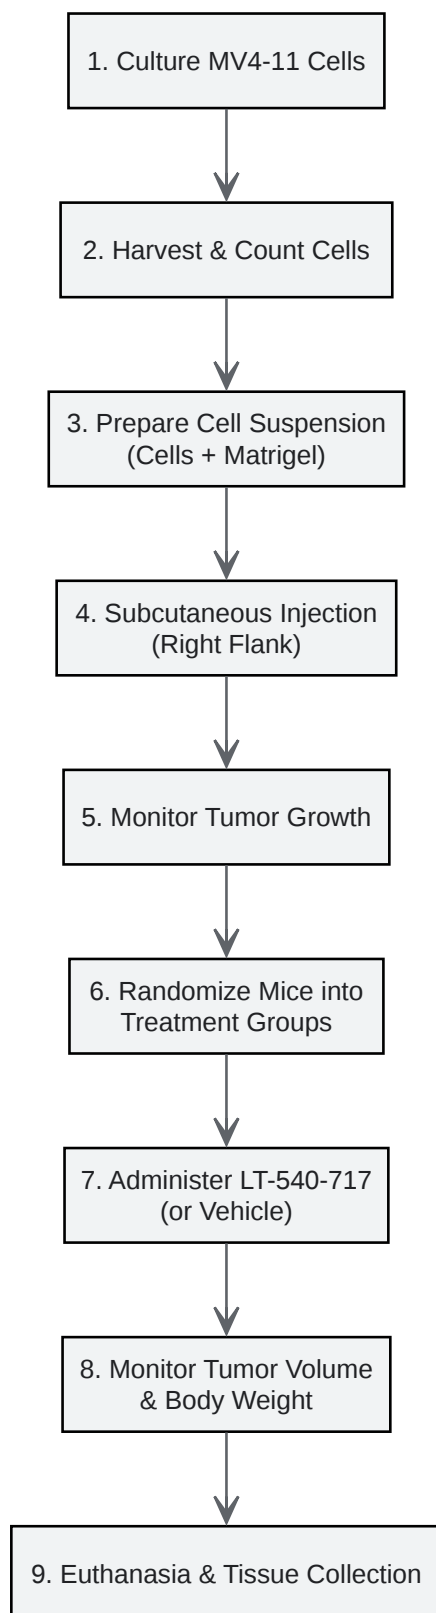 1. Culture MV4-11 Cells
2. Harvest & Count Cells
3. Prepare Cell Suspension
(Cells + Matrigel)
4. Subcutaneous Injection
(Right Flank)
5. Monitor Tumor Growth
6. Randomize Mice into
Treatment Groups
7. Administer LT-540-717
(or Vehicle)
8. Monitor Tumor Volume
& Body Weight
9. Euthanasia & Tissue Collection